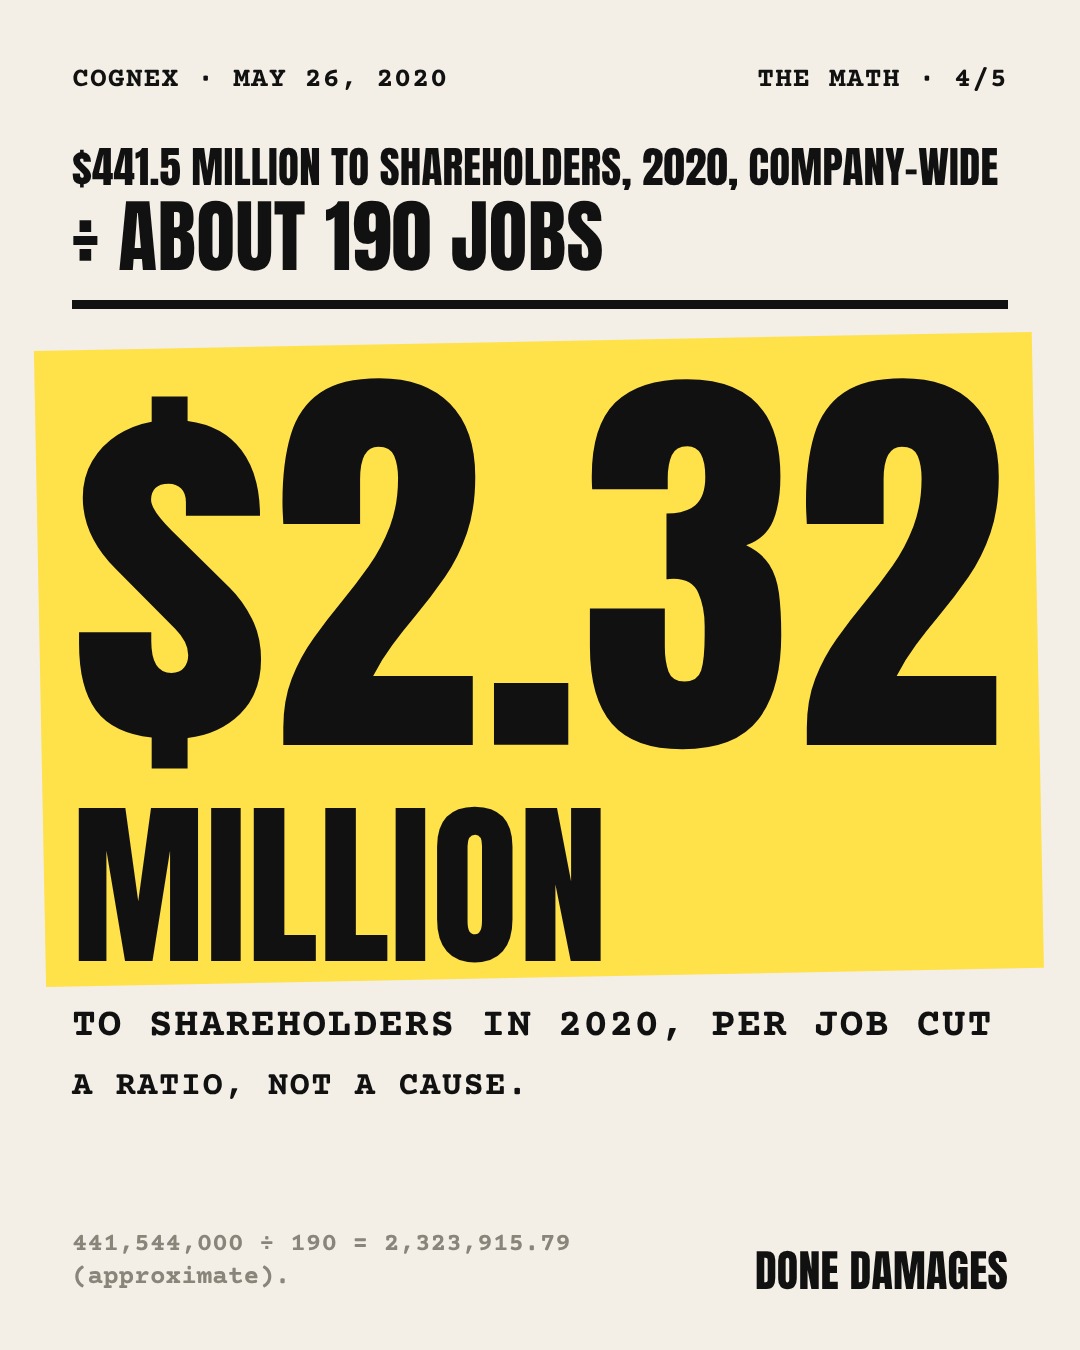 COGNEX · MAY 26, 2020
THE MATH · 4/5
$441.5 MILLION TO SHAREHOLDERS, 2020, COMPANY-WIDE
÷ ABOUT 190 JOBS
$2.32
MILLION
TO SHAREHOLDERS IN 2020, PER JOB CUT
A RATIO, NOT A CAUSE.
441,544,000 ÷ 190 = 2,323,915.79
(approximate).
DONE DAMAGES